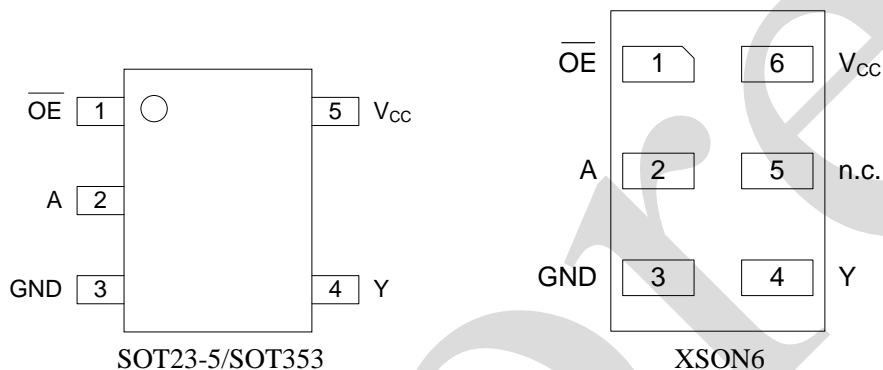 OE 1 5 VCC
A 2
GND 3 4 Y
SOT23-5/SOT353
OE 1 6 VCC
A 2 5 n.c.
GND 3 4 Y
XSON6